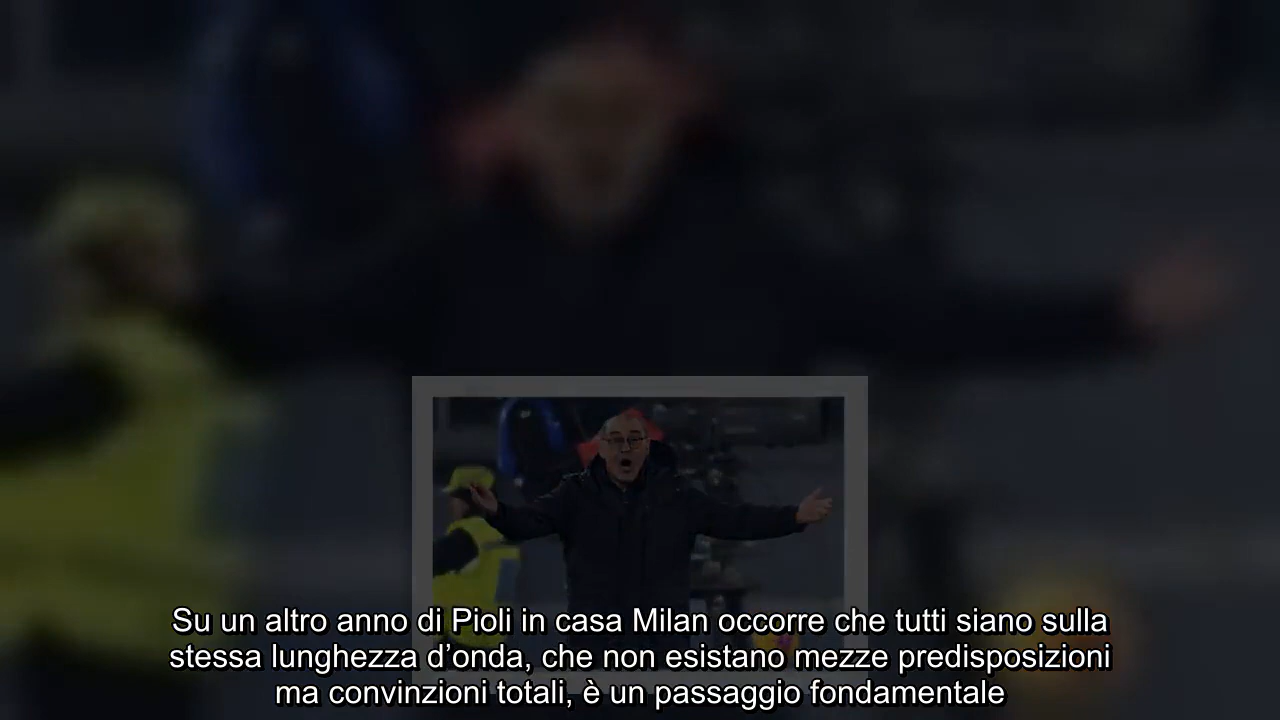 Su un altro anno di Pioli in casa Milan occorre che tutti siano sulla
stessa lunghezza d’onda, che non esistano mezze predisposizioni
ma convinzioni totali, è un passaggio fondamentale